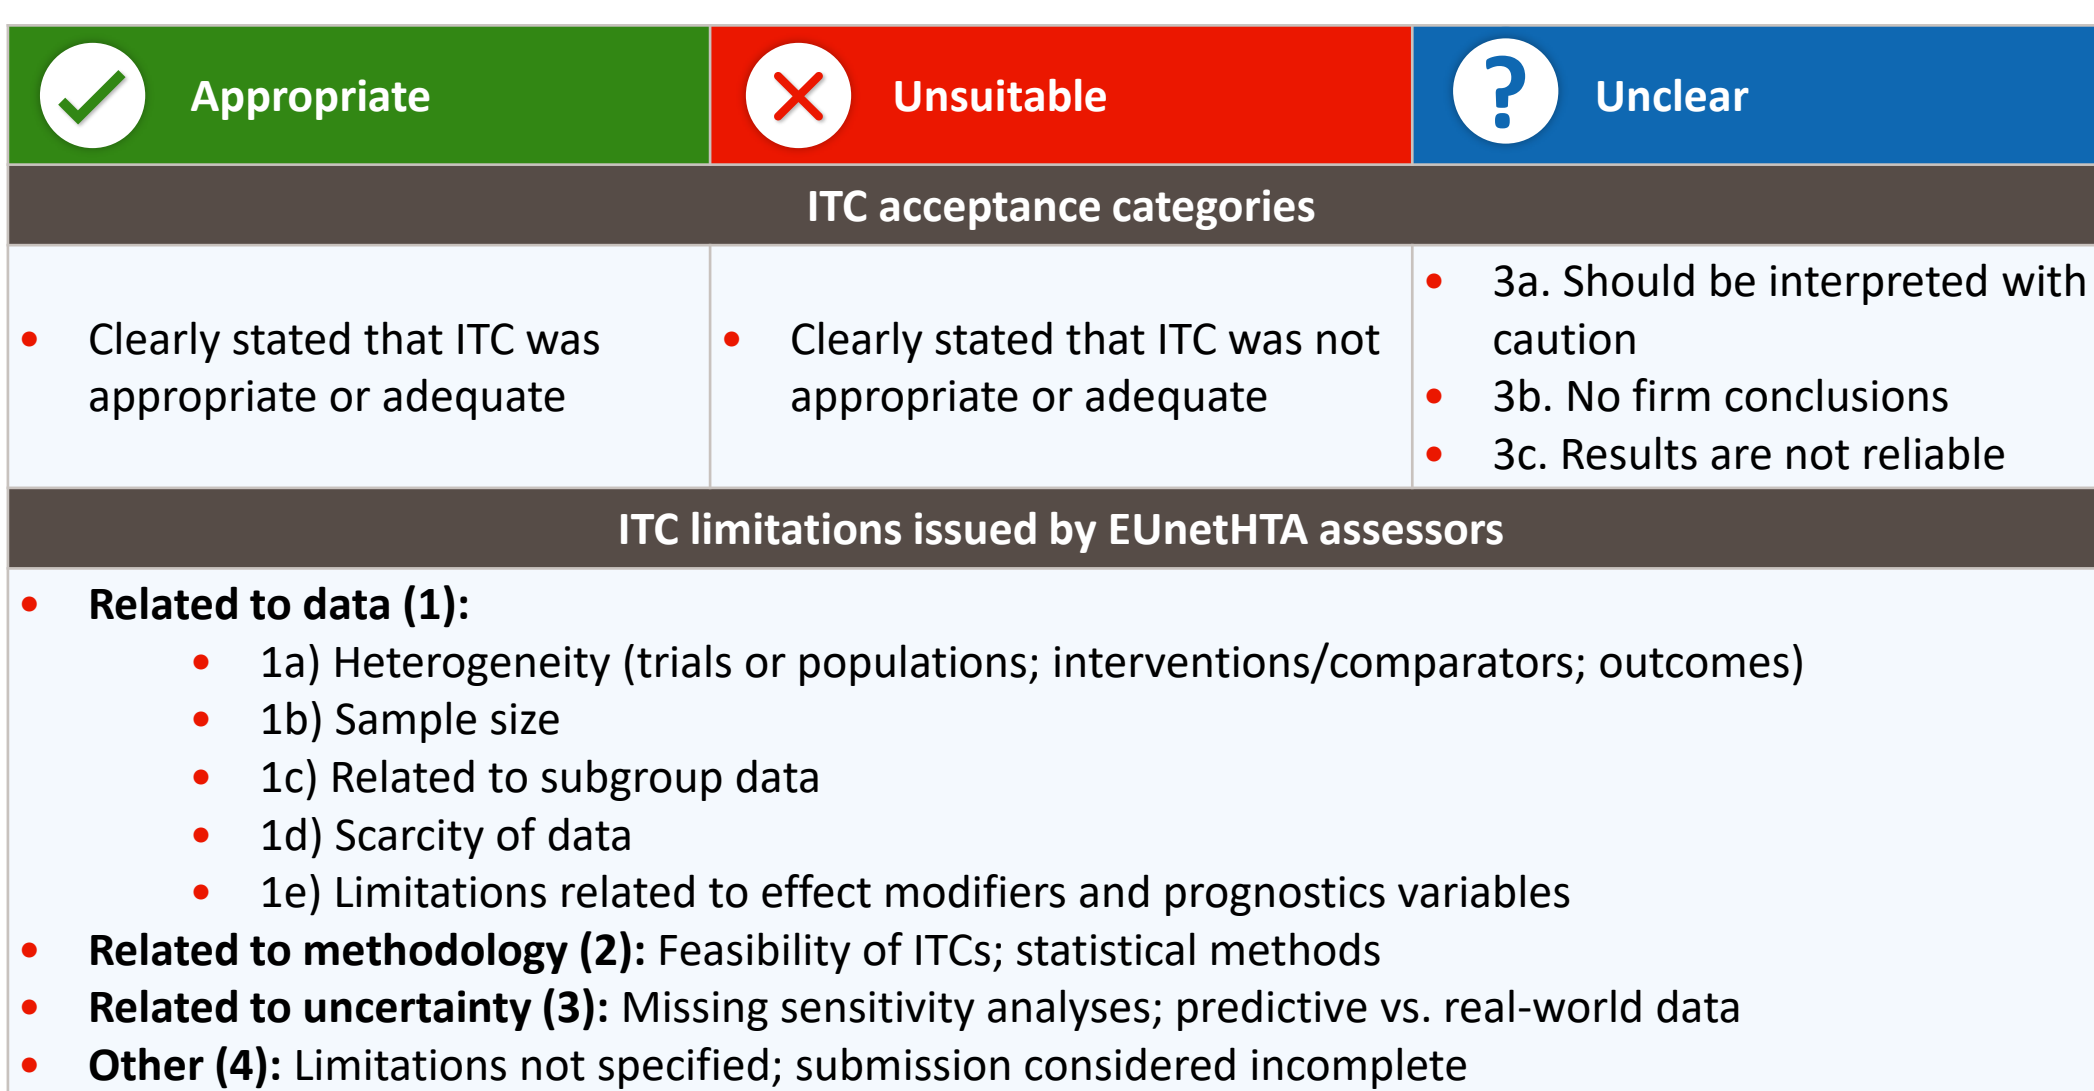 Appropriate
Unsuitable
? Unclear
ITC acceptance categories
• Clearly stated that ITC was
appropriate or adequate
• Clearly stated that ITC was not
appropriate or adequate
• 3a. Should be interpreted with
caution
• 3b. No firm conclusions
• 3c. Results are not reliable
ITC limitations issued by EUnetHTA assessors
• Related to data (1):
• 1a) Heterogeneity (trials or populations; interventions/comparators; outcomes)
• 1b) Sample size
• 1c) Related to subgroup data
• 1d) Scarcity of data
• 1e) Limitations related to effect modifiers and prognostics variables
• Related to methodology (2): Feasibility of ITCs; statistical methods
• Related to uncertainty (3): Missing sensitivity analyses; predictive vs. real-world data
• Other (4): Limitations not specified; submission considered incomplete